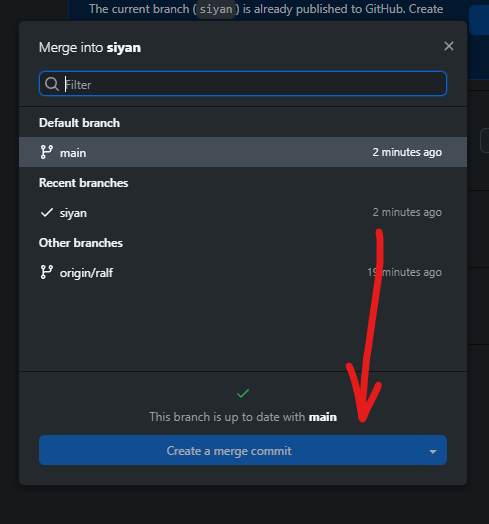 The current branch (siyan) is already published to GitHub. Create
Merge into siyan
Filter
Default branch
main 2 minutes ago
Recent branches
siyan 2 minutes ago
Other branches
origin/ralf 19 minutes ago
This branch is up to date with main
Create a merge commit